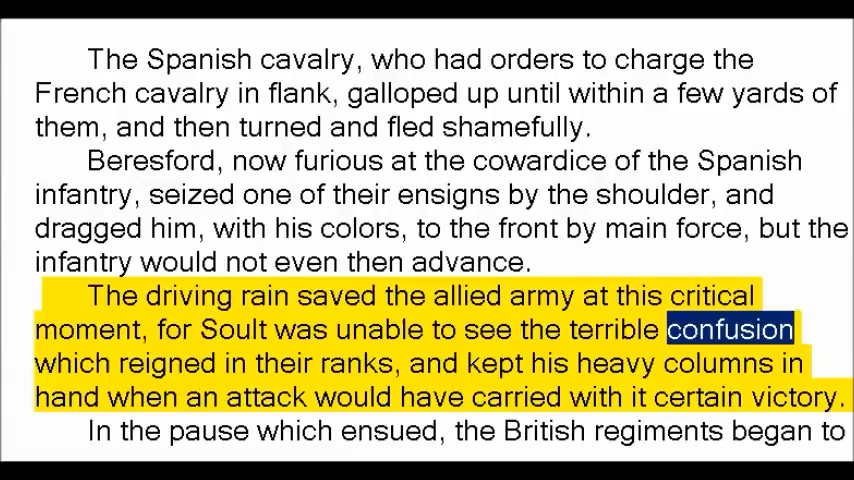 The Spanish cavalry, who had orders to charge the
French cavalry in flank, galloped up until within a few yards of
them, and then turned and fled shamefully.
Beresford, now furious at the cowardice of the Spanish
infantry, seized one of their ensigns by the shoulder, and
dragged him, with his colors, to the front by main force, but the
infantry would not even then advance.
The driving rain saved the allied army at this critical
moment, for Soult was unable to see the terrible confusion
which reigned in their ranks, and kept his heavy columns in
hand when an attack would have carried with it certain victory.
In the pause which ensued, the British regiments began to